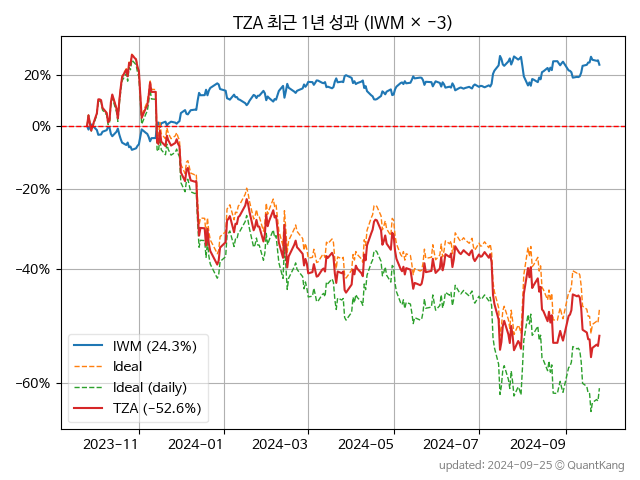 TZA 최근 1년 성과 (IWM × −3)
20%
0%
−20%
−40%
−60%
IWM (24.3%)
Ideal
Ideal (daily)
TZA (−52.6%)
2023-11
2024-01
2024-03
2024-05
2024-07
2024-09
updated: 2024-09-25 © QuantKang